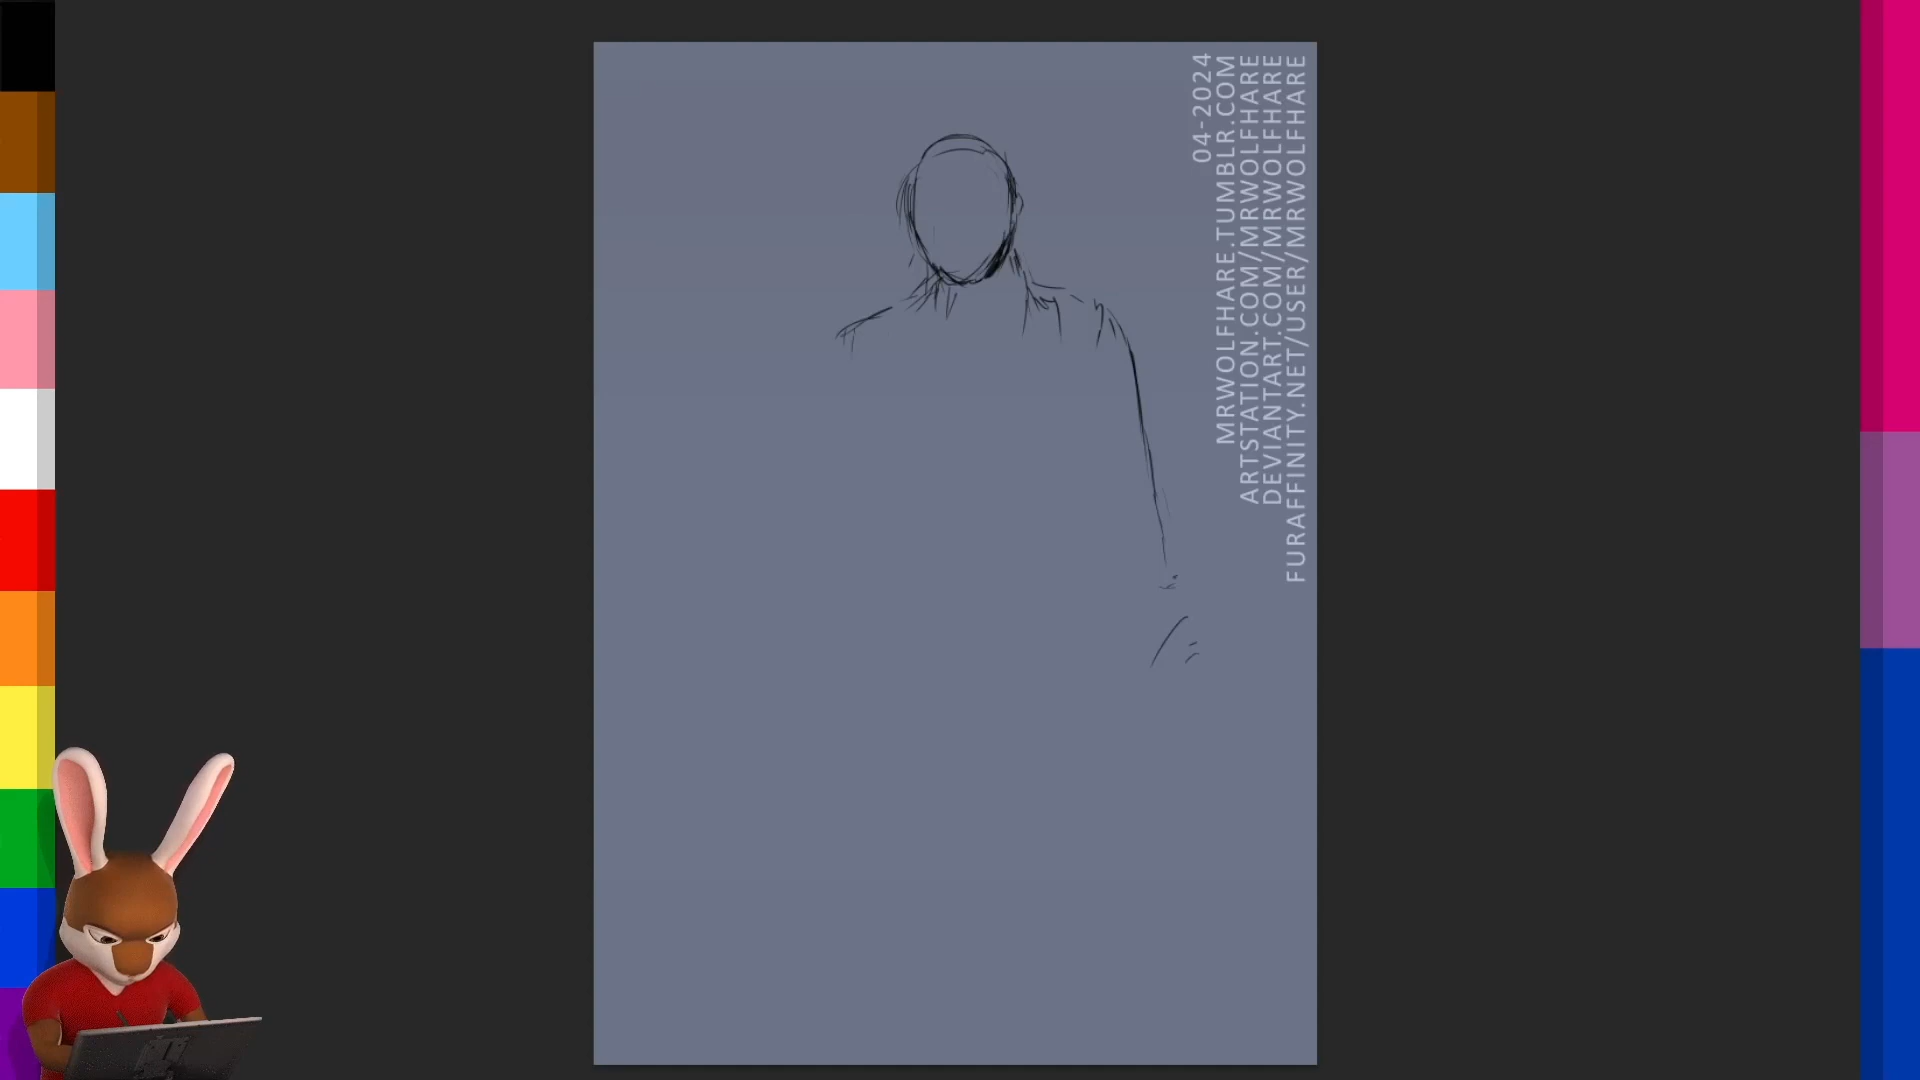 04-2024
MRWOLFHARE.TUMBLR.COM
ARTSTATION.COM/MRWOLFHARE
DEVIANTART.COM/MRWOLFHARE
FURAFFINITY.NET/USER/MRWOLFHARE